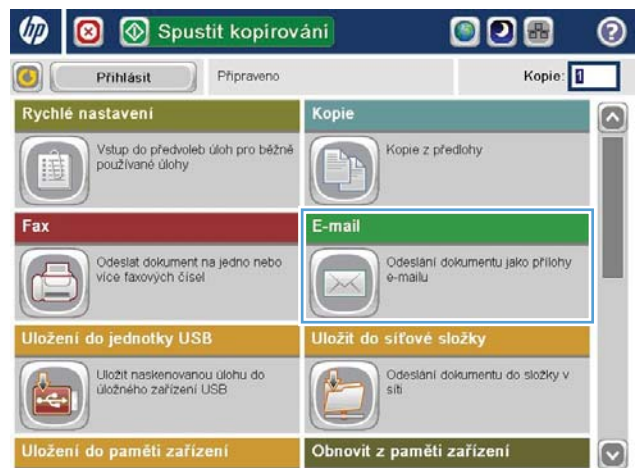 hp
Spustit kopírování
?
Přihlásit
Připraveno
Kopie: 1
Rychlé nastavení
Vstup do předvoleb úloh pro běžně
používané úlohy
Kopie
Kopie z předlohy
Fax
Odeslat dokument na jedno nebo
více faxových čísel
E-mail
Odeslání dokumentu jako přílohy
e-mailu
Uložení do jednotky USB
Uložit naskenovanou úlohu do
úložného zařízení USB
Uložit do síťové složky
Odeslání dokumentu do složky v
síti
Uložení do paměti zařízení
Obnovit z paměti zařízení